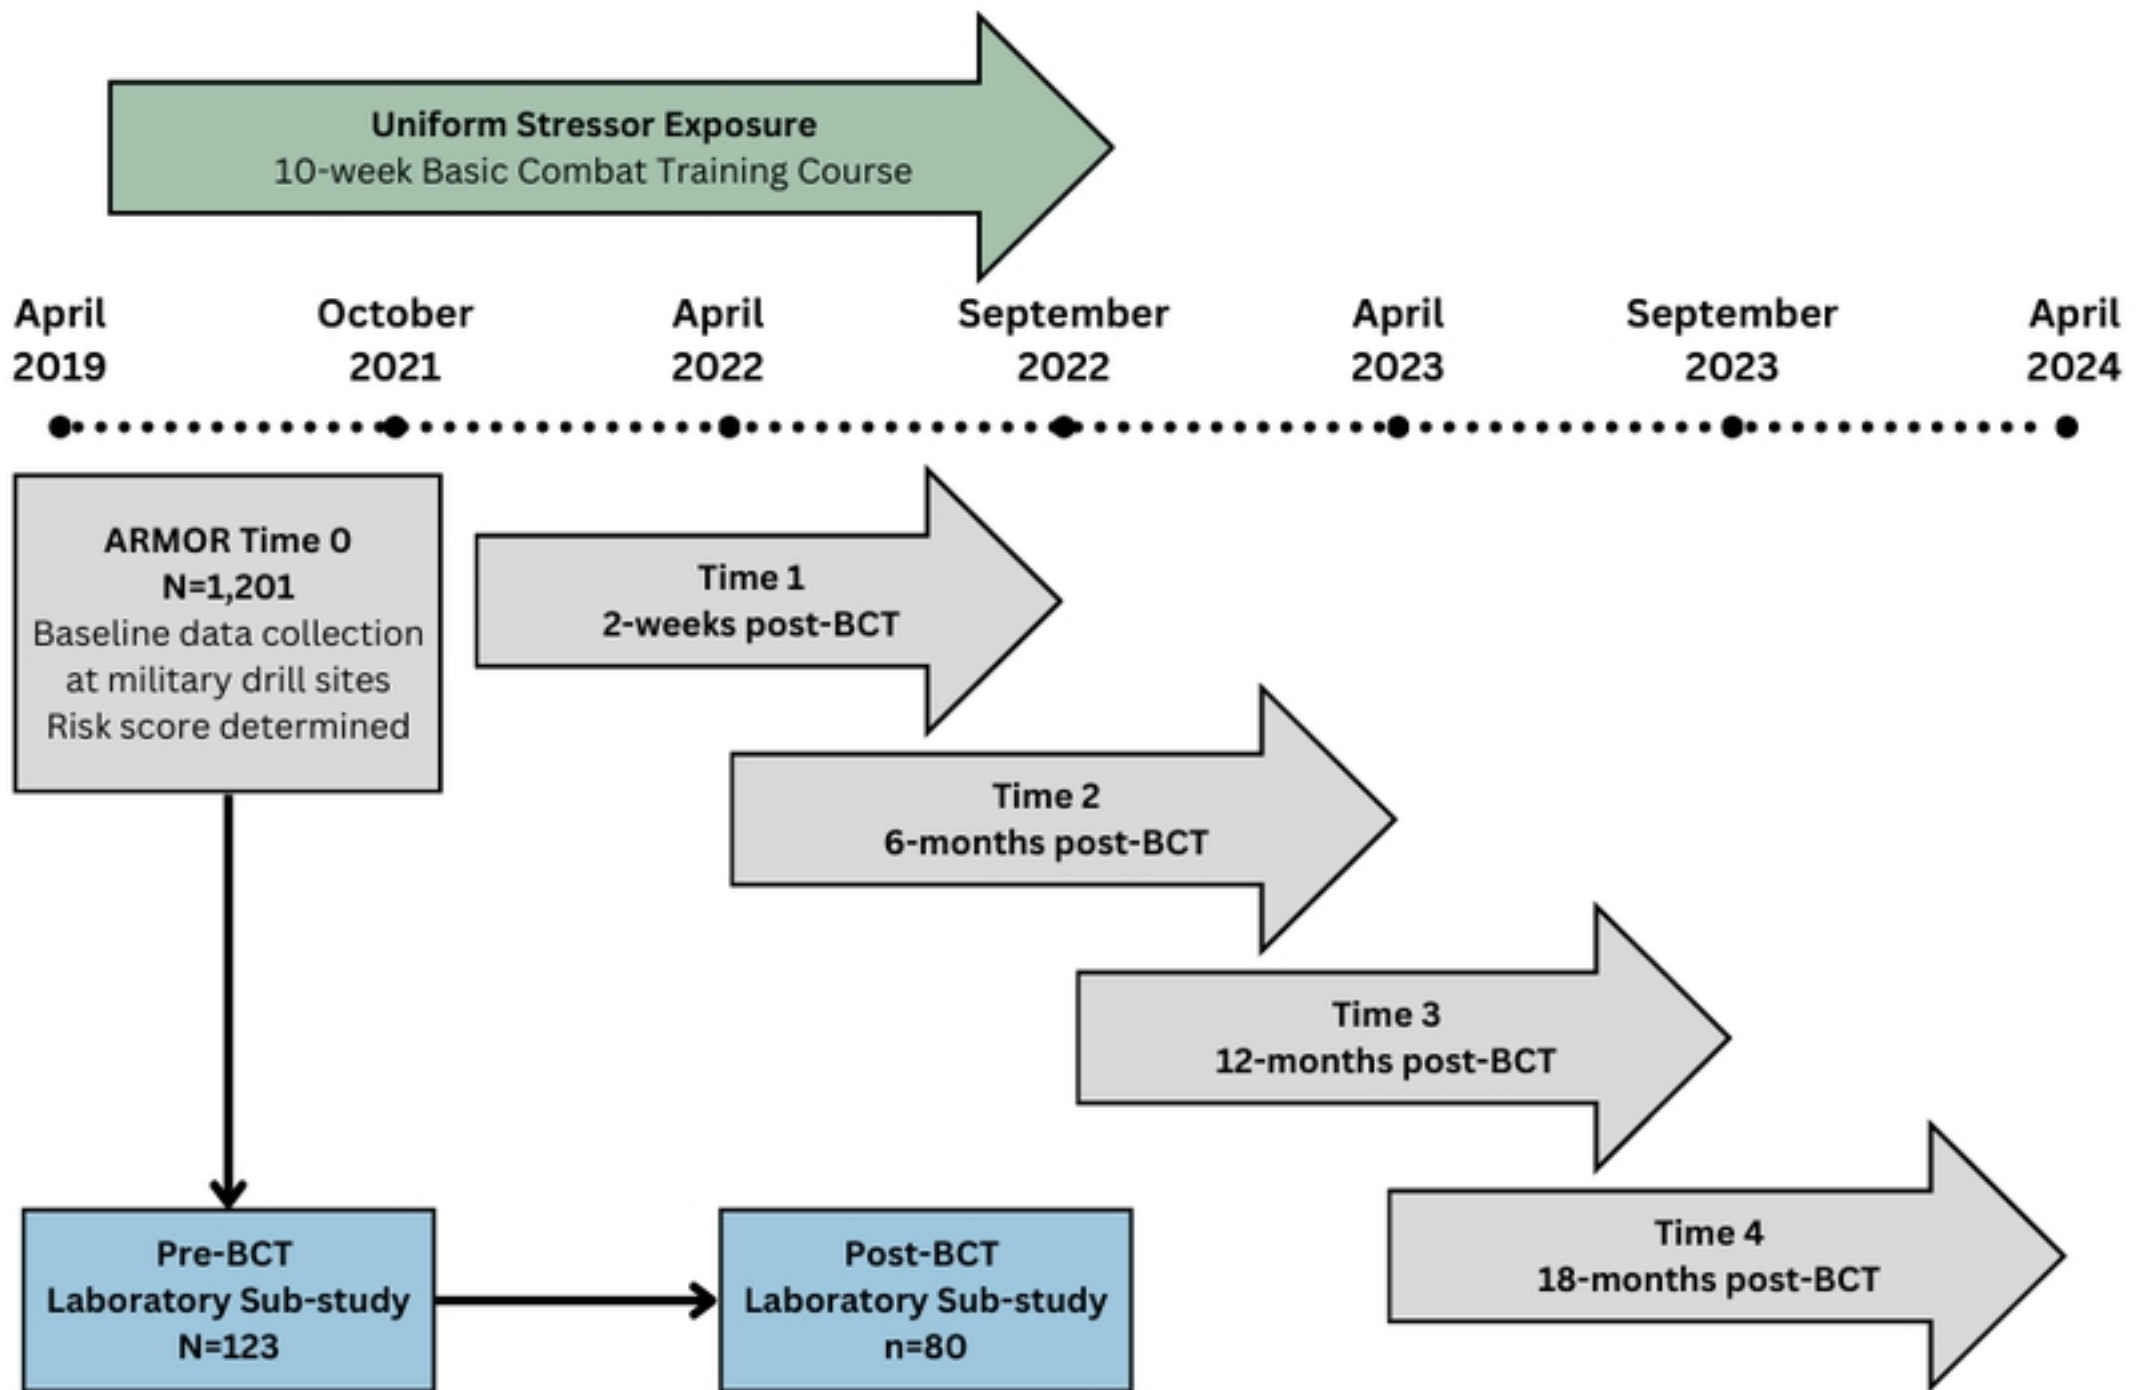 Uniform Stressor Exposure
10-week Basic Combat Training Course
April
2019
October
2021
April
2022
September
2022
April
2023
September
2023
April
2024
ARMOR Time 0
N=1,201
Baseline data collection
at military drill sites
Risk score determined
Time 1
2-weeks post-BCT
Time 2
6-months post-BCT
Time 3
12-months post-BCT
Time 4
18-months post-BCT
Pre-BCT
Laboratory Sub-study
N=123
Post-BCT
Laboratory Sub-study
n=80